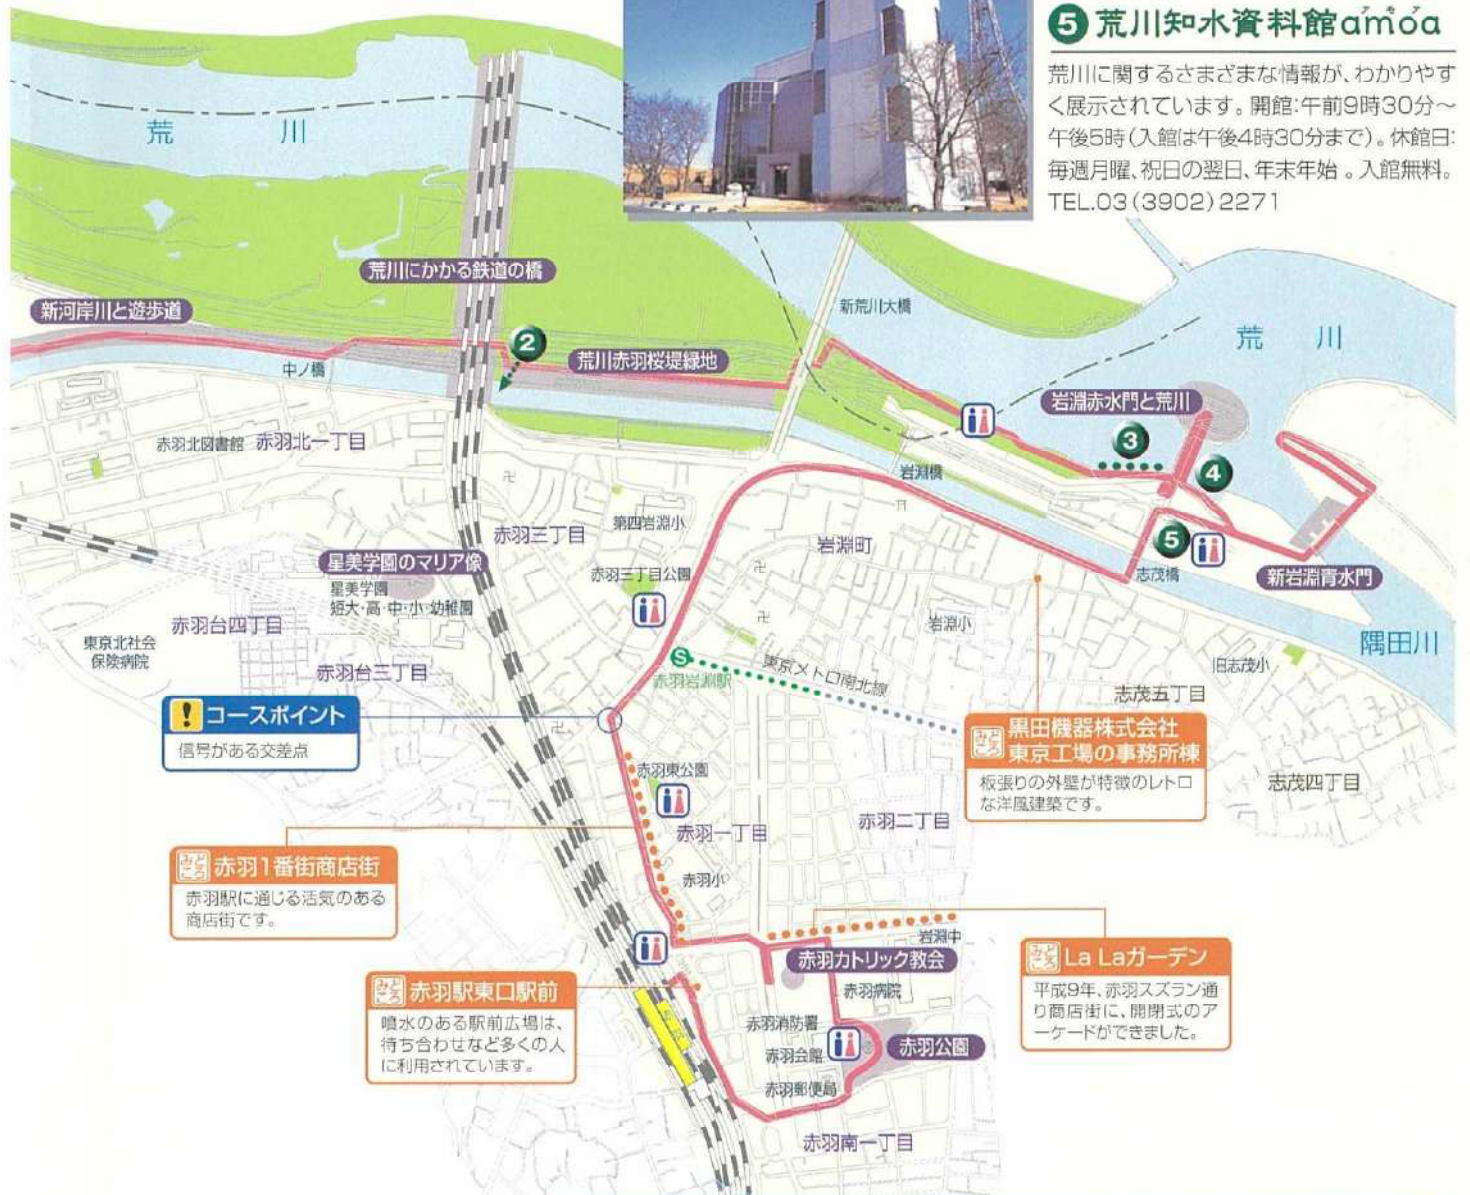 ⑤荒川知水資料館amoa
アモア
荒川に関するさまざまな情報が、わかりやす
く展示されています。開館:午前9時30分～
午後5時(入館は午後4時30分まで)。休館日:
毎週月曜、祝日の翌日、年末年始。入館無料。
TEL.03(3902)2271
荒川
荒川にかかる鉄道の橋
新河岸川と遊歩道
新荒川大橋
荒川
②
荒川赤羽桜堤緑地
中ノ橋
岩淵赤水門と荒川
③
④
赤羽北図書館
赤羽北一丁目
岩淵橋
赤羽三丁目
第四岩淵小
岩淵町
⑤
志茂橋
新岩淵青水門
星美学園のマリア像
星美学園
短大・高・中・小・幼稚園
赤羽三丁目公園
赤羽台四丁目
東京北社会
保険病院
岩淵小
隅田川
赤羽台三丁目
S
赤羽岩淵駅
東京メトロ南北線
旧志茂小
志茂五丁目
! コースポイント
信号がある交差点
みどころ 黒田機器株式会社
東京工場の事務所棟
板張りの外壁が特徴のレトロ
な洋風建築です。
志茂四丁目
赤羽東公園
赤羽一丁目
赤羽二丁目
みどころ 赤羽1番街商店街
赤羽駅に通じる活気のある
商店街です。
赤羽小
岩淵中
赤羽カトリック教会
みどころ La Laガーデン
平成9年、赤羽スズラン通
り商店街に、開閉式のア
ーケードができました。
みどころ 赤羽駅東口駅前
噴水のある駅前広場は、
待ち合わせなど多くの人
に利用されています。
赤羽病院
赤羽消防署
赤羽会館
赤羽公園
赤羽郵便局
赤羽南一丁目